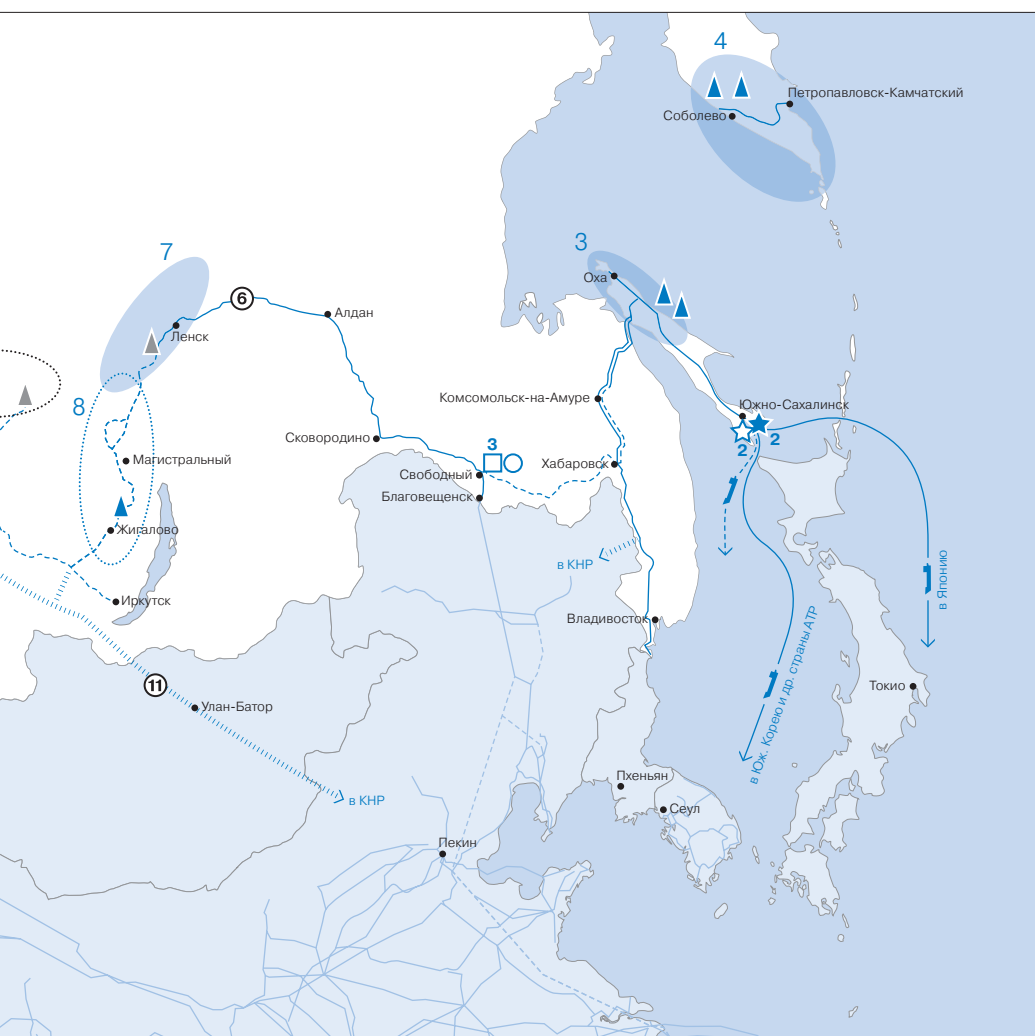 4
Петропавловск-Камчатский
Соболево
3
Оха
7
6
Алдан
Ленск
8
Комсомольск-на-Амуре
Южно-Сахалинск
2
2
Сковородино
3
Магистральный
Свободный
Хабаровск
Благовещенск
Жигалово
в КНР
в Японию
Иркутск
Владивосток
в Юж. Корею и др. страны АТР
11
Улан-Батор
Токио
в КНР
Пхеньян
Сеул
Пекин